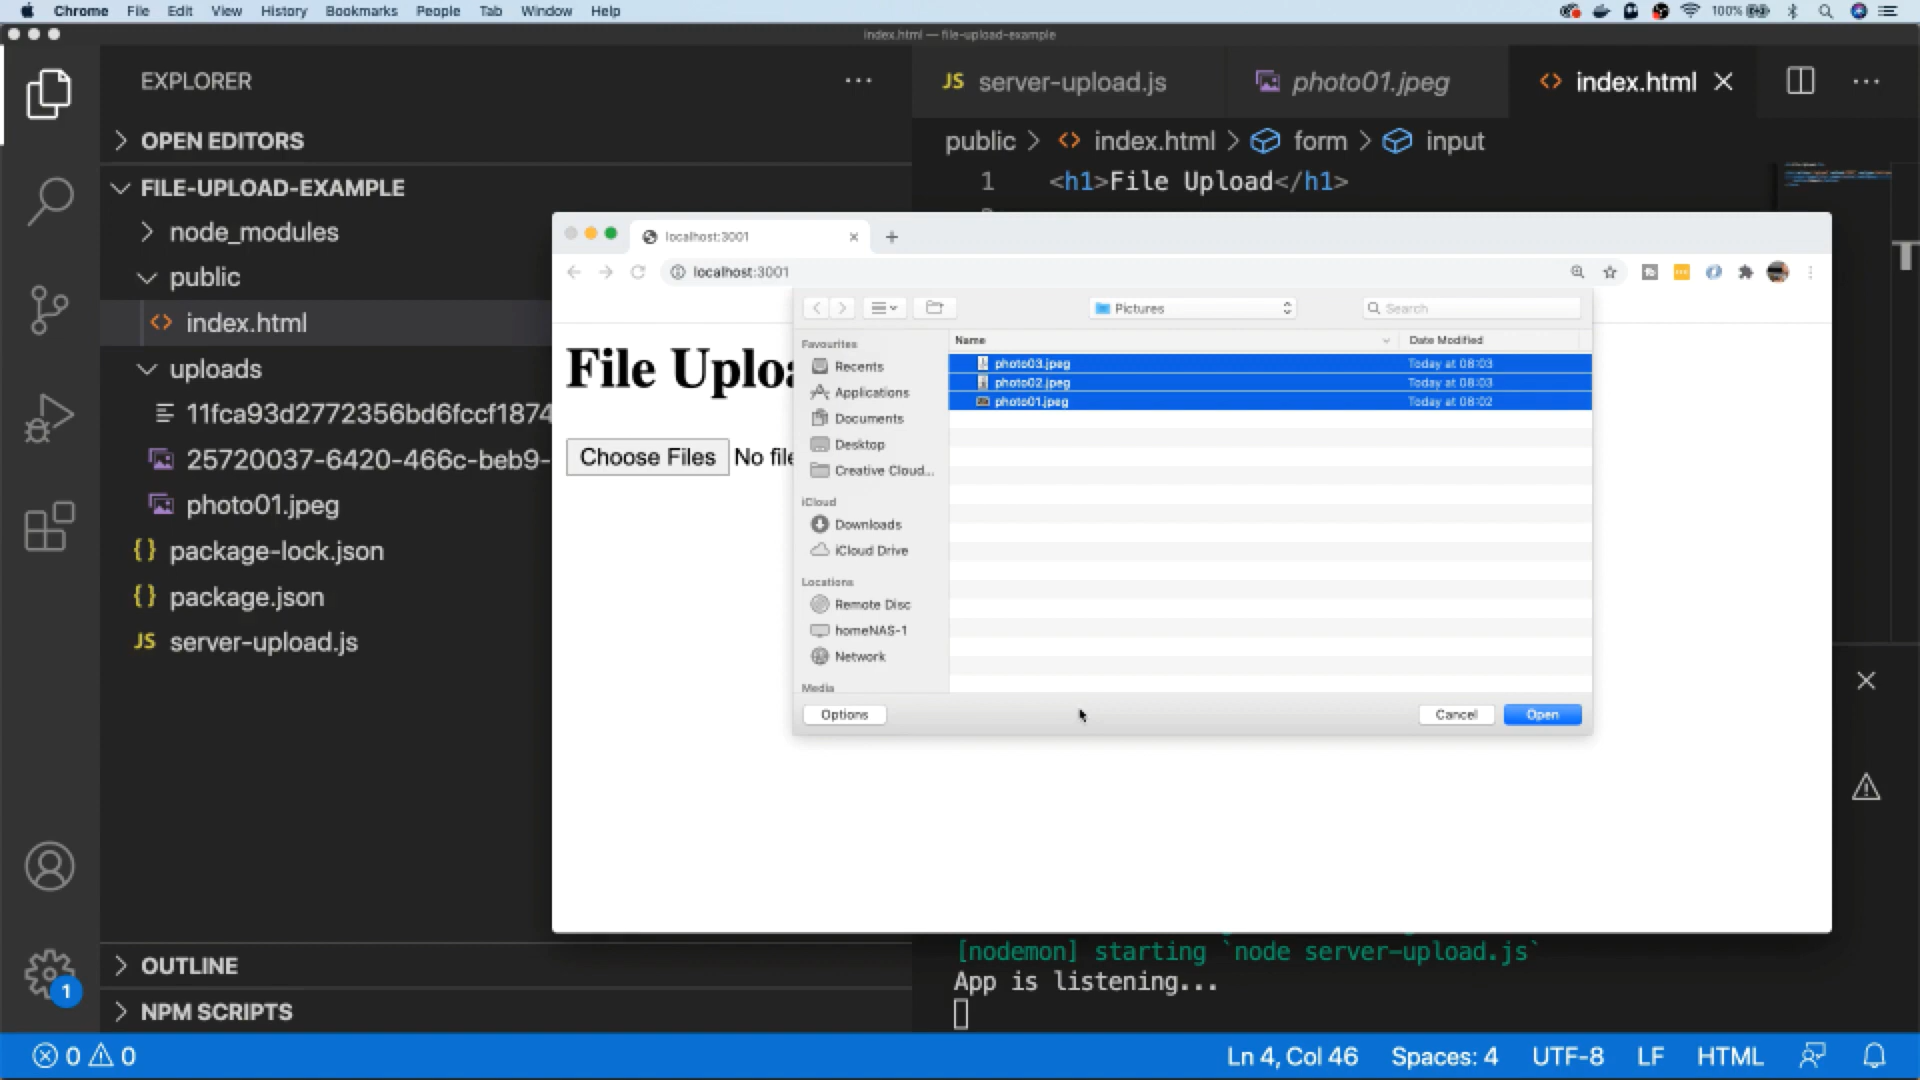 Chrome File Edit View History Bookmarks People Tab Window Help
100%
index.html — file-upload-example
EXPLORER
OPEN EDITORS
FILE-UPLOAD-EXAMPLE
node_modules
public
index.html
uploads
11fca93d2772356bd6fccf1874
25720037-6420-466c-beb9-
photo01.jpeg
package-lock.json
package.json
server-upload.js
OUTLINE
NPM SCRIPTS
JS server-upload.js
photo01.jpeg
index.html
public > index.html > form > input
1 <h1>File Upload</h1>
localhost:3001
localhost:3001
File Uploa
Choose Files No file
Pictures
Search
Favourites
Recents
Applications
Documents
Desktop
Creative Cloud...
iCloud
Downloads
iCloud Drive
Locations
Remote Disc
homeNAS-1
Network
Media
Name Date Modified
photo03.jpeg Today at 08:03
photo02.jpeg Today at 08:03
photo01.jpeg Today at 08:02
Options Cancel Open
[nodemon] starting `node server-upload.js`
App is listening...
1
0 0
Ln 4, Col 46 Spaces: 4 UTF-8 LF HTML